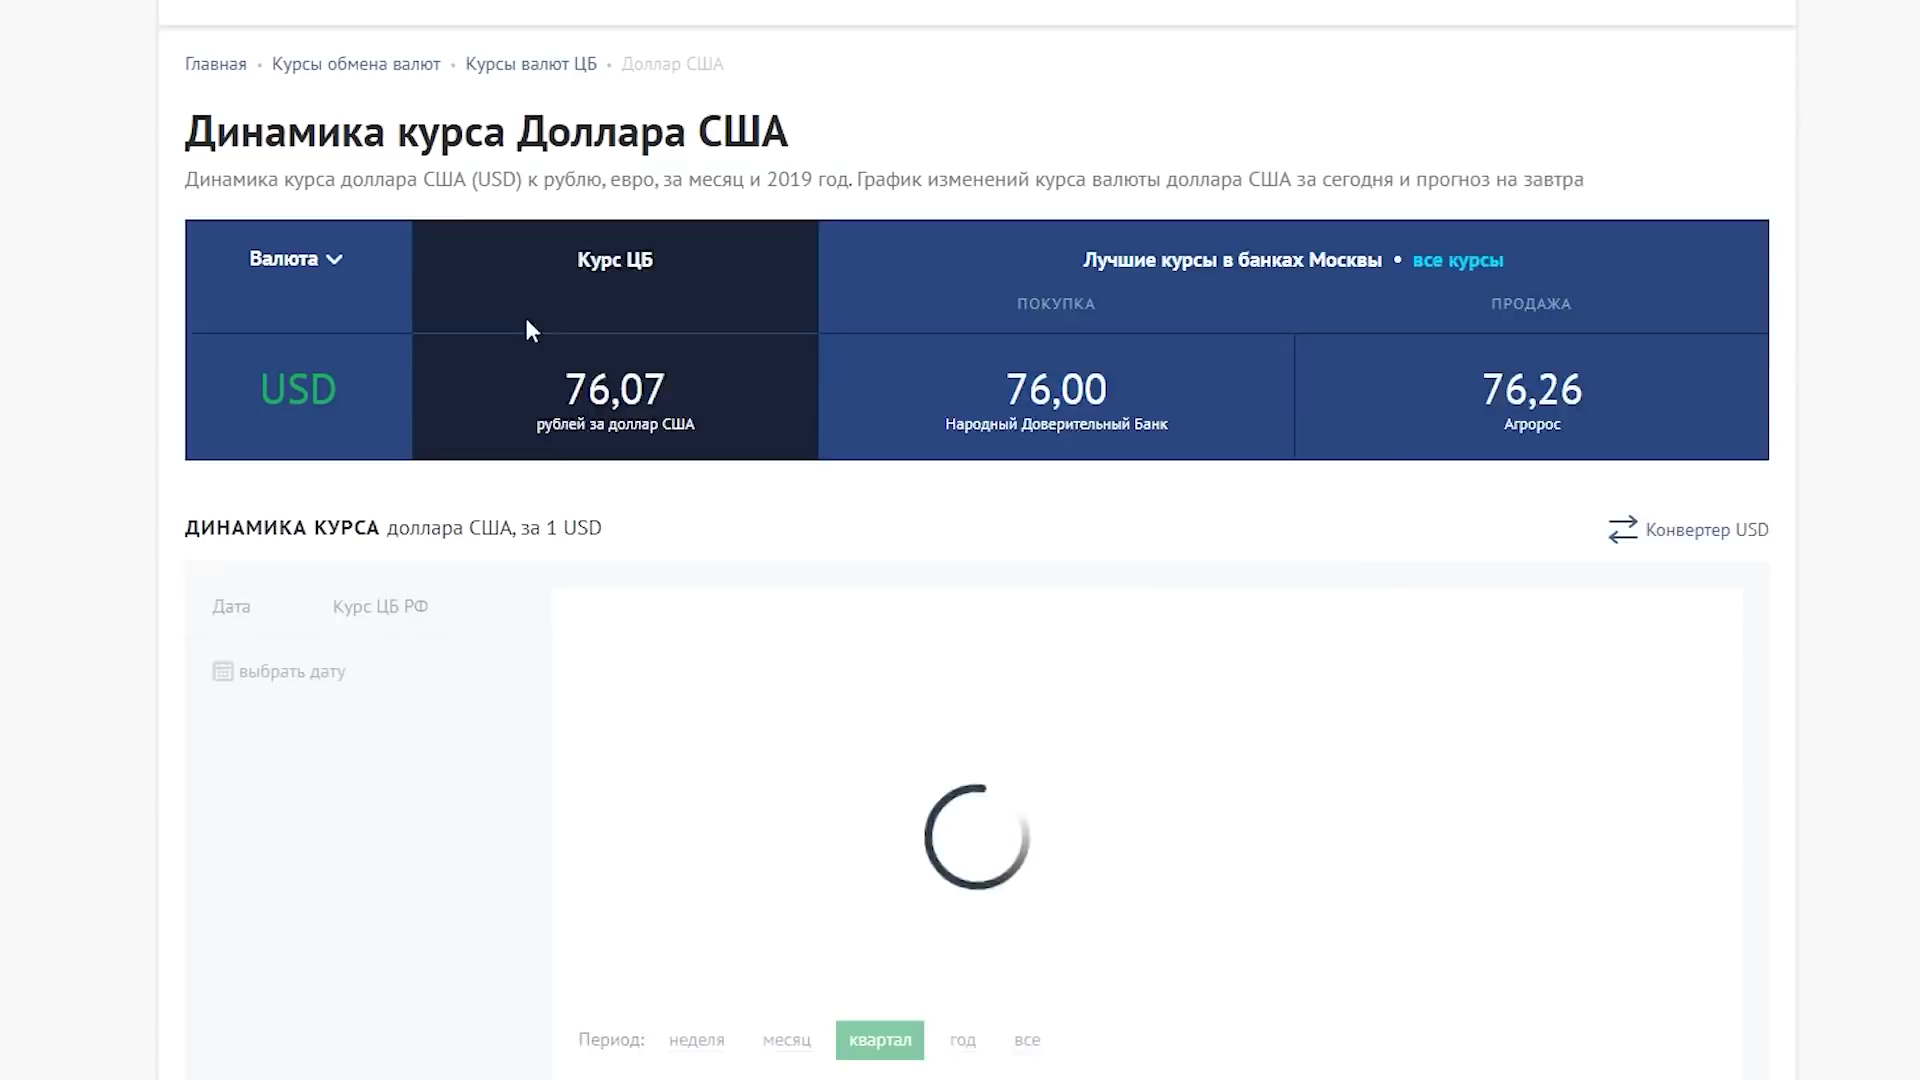 Главная • Курсы обмена валют • Курсы валют ЦБ • Доллар США
Динамика курса Доллара США
Динамика курса доллара США (USD) к рублю, евро, за месяц и 2019 год. График изменений курса валюты доллара США за сегодня и прогноз на завтра
Валюта
Курс ЦБ
Лучшие курсы в банках Москвы • все курсы
ПОКУПКА
ПРОДАЖА
USD
76,07
рублей за доллар США
76,00
Народный Доверительный Банк
76,26
Агророс
ДИНАМИКА КУРСА доллара США, за 1 USD
Конвертер USD
Дата
Курс ЦБ РФ
выбрать дату
Период: неделя месяц квартал год все